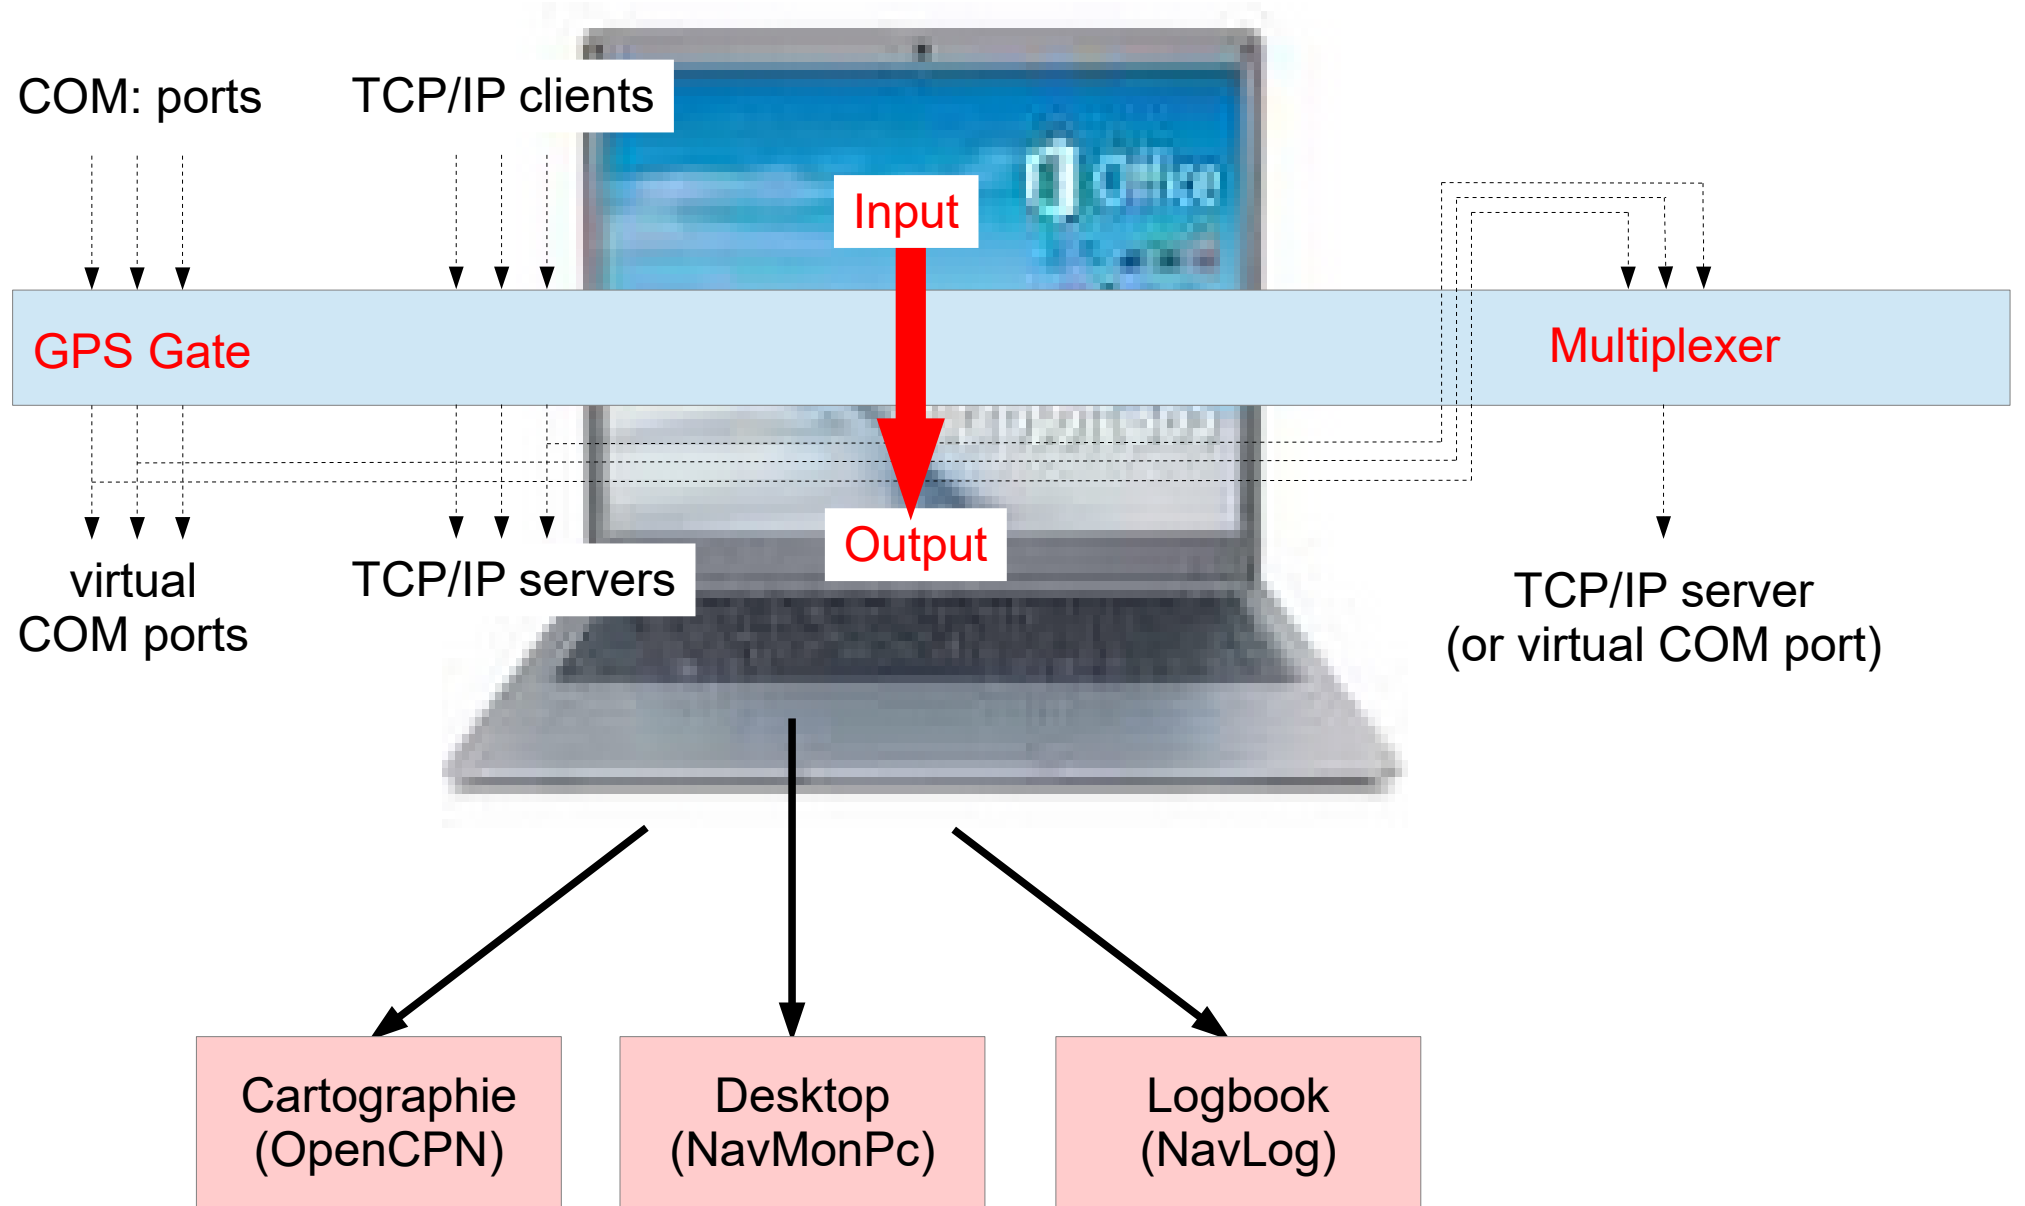 COM: ports
TCP/IP clients
Office
Input
GPS Gate
Multiplexer
Output
virtual
COM ports
TCP/IP servers
TCP/IP server
(or virtual COM port)
Cartographie
(OpenCPN)
Desktop
(NavMonPc)
Logbook
(NavLog)